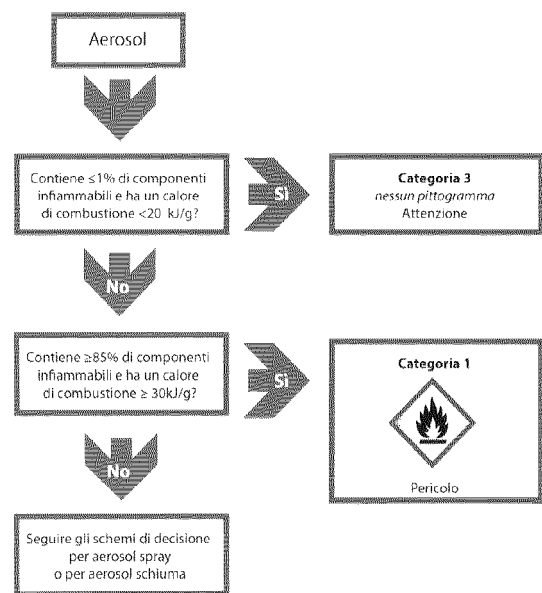 Aerosol
Contiene ≤1% di componenti
infiammabili e ha un calore
di combustione <20 kJ/g?
Sì
Categoria 3
nessun pittogramma
Attenzione
No
Contiene ≥85% di componenti
infiammabili e ha un calore
di combustione ≥ 30kJ/g?
Sì
Categoria 1
Pericolo
No
Seguire gli schemi di decisione
per aerosol spray
o per aerosol schiuma